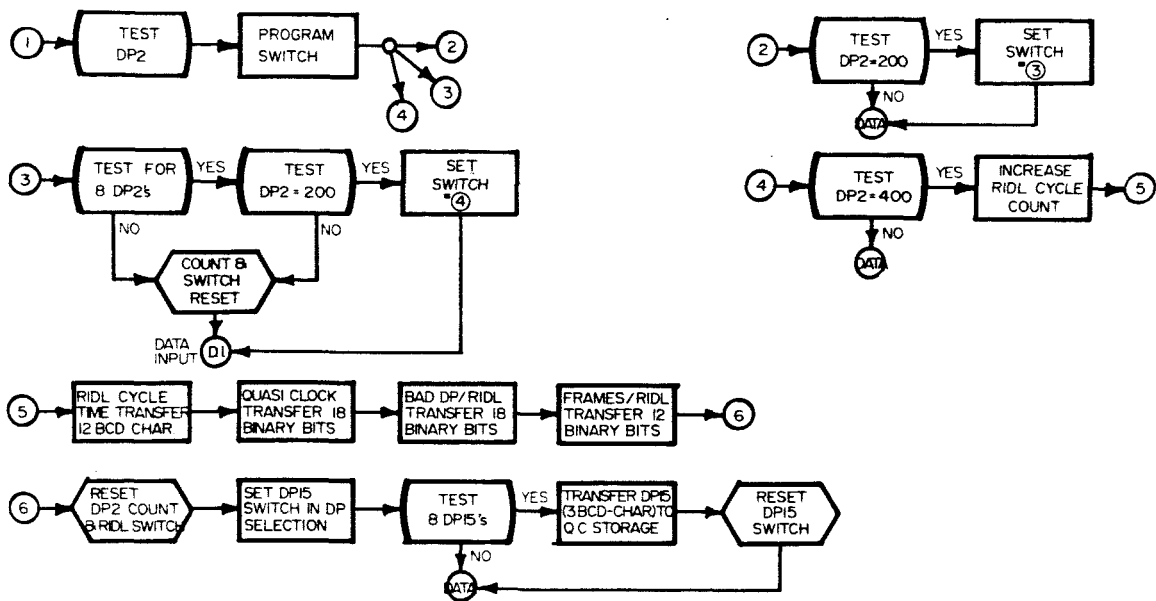 1
TEST
DP2
PROGRAM
SWITCH
2
3
4
2
TEST
DP2=200
YES
SET
SWITCH
"③
NO
DATA
3
TEST FOR
8 DP2's
YES
TEST
DP2=200
YES
SET
SWITCH
"④
NO
NO
COUNT &
SWITCH
RESET
DATA
INPUT
D.I
4
TEST
DP2=400
YES
INCREASE
RIDL CYCLE
COUNT
5
NO
DATA
5
RIDL CYCLE
TIME TRANSFER
12 BCD CHAR.
QUASI CLOCK
TRANSFER 18
BINARY BITS
BAD DP/RIDL
TRANSFER 18
BINARY BITS
FRAMES/RIDL
TRANSFER 12
BINARY BITS
6
6
RESET
DP2 COUNT
& RIDL SWITCH
SET DP15
SWITCH IN DP
SELECTION
TEST
8 DP15's
YES
TRANSFER DP15
(3BCD-CHAR)TO
QC STORAGE
RESET
DP15
SWITCH
NO
DATA